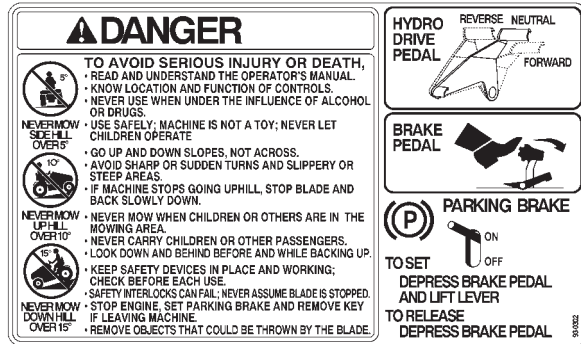 DANGER
TO AVOID SERIOUS INJURY OR DEATH,
• READ AND UNDERSTAND THE OPERATOR'S MANUAL.
• KNOW LOCATION AND FUNCTION OF CONTROLS.
• NEVER USE WHEN UNDER THE INFLUENCE OF ALCOHOL
OR DRUGS.
• USE SAFELY; MACHINE IS NOT A TOY; NEVER LET
CHILDREN OPERATE
• GO UP AND DOWN SLOPES, NOT ACROSS.
• AVOID SHARP OR SUDDEN TURNS AND SLIPPERY OR
STEEP AREAS.
• IF MACHINE STOPS GOING UPHILL, STOP BLADE AND
BACK SLOWLY DOWN.
• NEVER MOW WHEN CHILDREN OR OTHERS ARE IN THE
MOWING AREA.
• NEVER CARRY CHILDREN OR OTHER PASSENGERS.
• LOOK DOWN AND BEHIND BEFORE AND WHILE BACKING UP.
• KEEP SAFETY DEVICES IN PLACE AND WORKING;
CHECK BEFORE EACH USE.
• SAFETY INTERLOCKS CAN FAIL; NEVER ASSUME BLADE IS STOPPED.
• STOP ENGINE, SET PARKING BRAKE AND REMOVE KEY
IF LEAVING MACHINE.
• REMOVE OBJECTS THAT COULD BE THROWN BY THE BLADE.
5°
NEVER MOW
SIDE HILL
OVER 5°
10°
NEVER MOW
UP HILL
OVER 10°
15°
NEVER MOW
DOWN HILL
OVER 15°
HYDRO
DRIVE
PEDAL
REVERSE NEUTRAL
FORWARD
BRAKE
PEDAL
P
PARKING BRAKE
ON
OFF
TO SET
DEPRESS BRAKE PEDAL
AND LIFT LEVER
TO RELEASE
DEPRESS BRAKE PEDAL
93-0202